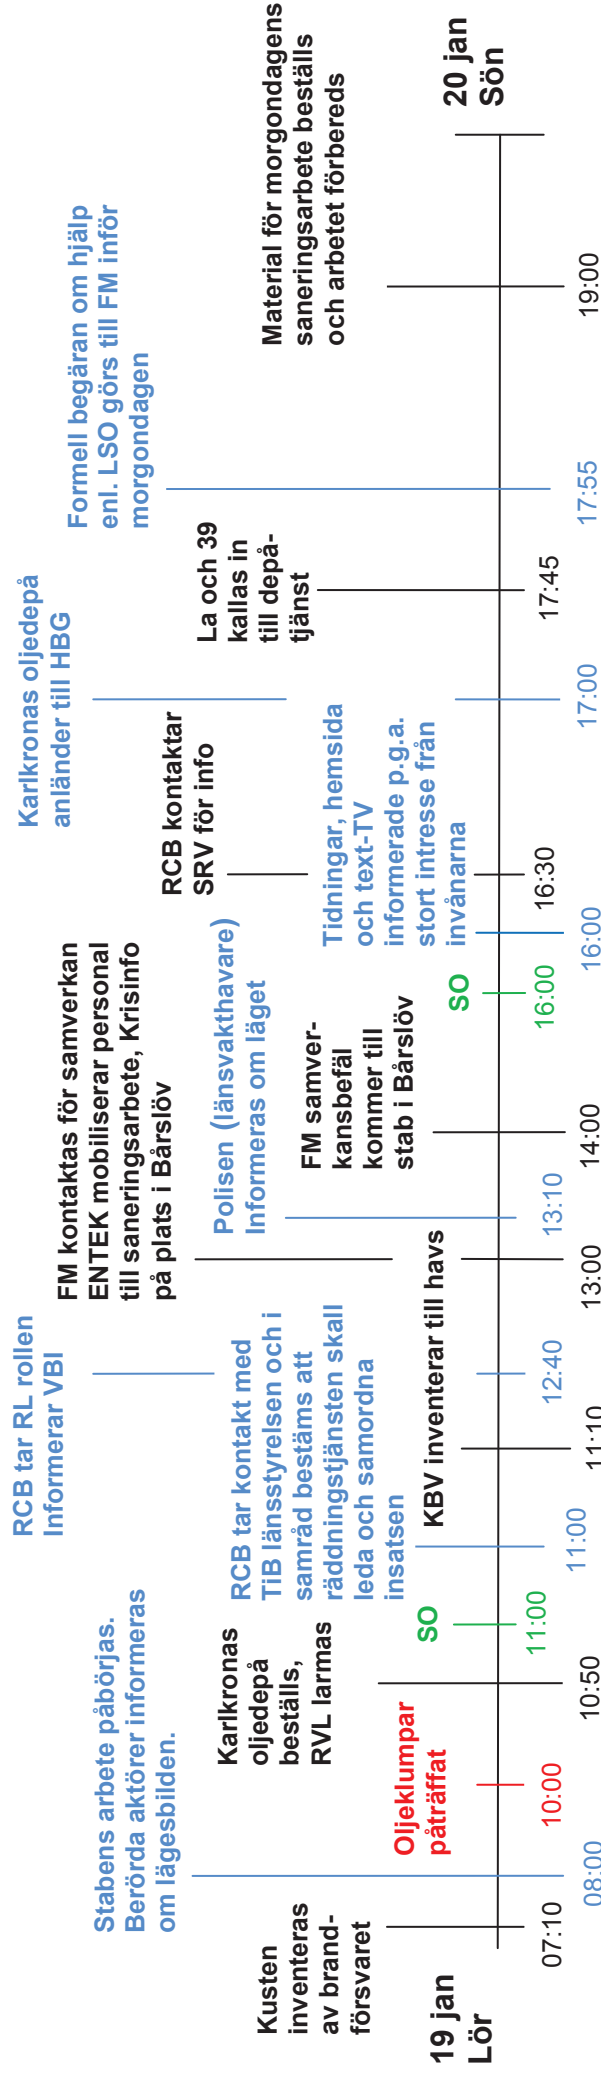 19 jan
Lör
Kusten
inventeras
av brand-
försvaret
07:10
Stabens arbete påbörjas.
Berörda aktörer informeras
om lägesbilden.
08:00
Oljeklumpar
påträffat
10:00
Karlkronas
oljedepå
beställs,
RVL larmas
10:50
SO
11:00
RCB tar kontakt med
TiB länsstyrelsen och i
samråd bestäms att
räddningstjänsten skall
leda och samordna
insatsen
11:00
KBV inventerar till havs
11:10
RCB tar RL rollen
Informerar VBI
12:40
FM kontaktas för samverkan
ENTEK mobiliserar personal
till saneringsarbete, Krisinfo
på plats i Bårslöv
13:00
Polisen (länsvakthavare)
Informeras om läget
13:10
FM samver-
kansbefäl
kommer till
stab i Bårslöv
14:00
SO
16:00
Tidningar, hemsida
och text-TV
informerade p.g.a.
stort intresse från
invånarna
16:00
RCB kontaktar
SRV för info
16:30
Karlkronas oljedepå
anländer till HBG
17:00
La och 39
kallas in
till depå-
tjänst
17:45
Formell begäran om hjälp
enl. LSO görs till FM inför
morgondagen
17:55
Material för morgondagens
saneringsarbete beställs
och arbetet förbereds
19:00
20 jan
Sön